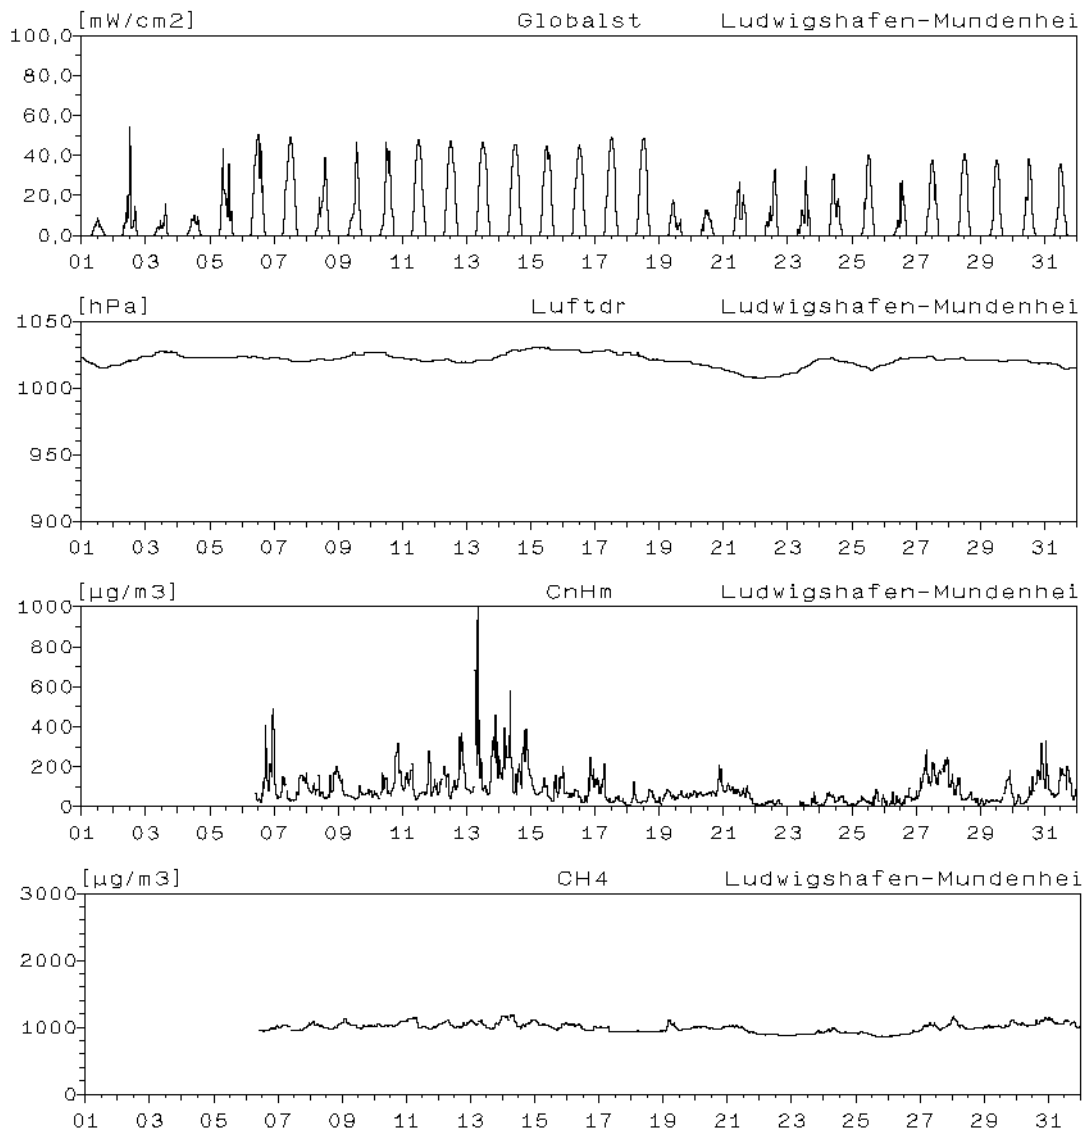 [mW/cm2] Globalst Ludwigshafen-Mundenhei
100,0
80,0
60,0
40,0
20,0
0,0
01 03 05 07 09 11 13 15 17 19 21 23 25 27 29 31
[hPa] Luftdr Ludwigshafen-Mundenhei
1050
1000
950
900
01 03 05 07 09 11 13 15 17 19 21 23 25 27 29 31
[µg/m3] CnHm Ludwigshafen-Mundenhei
1000
800
600
400
200
0
01 03 05 07 09 11 13 15 17 19 21 23 25 27 29 31
[µg/m3] CH4 Ludwigshafen-Mundenhei
3000
2000
1000
0
01 03 05 07 09 11 13 15 17 19 21 23 25 27 29 31